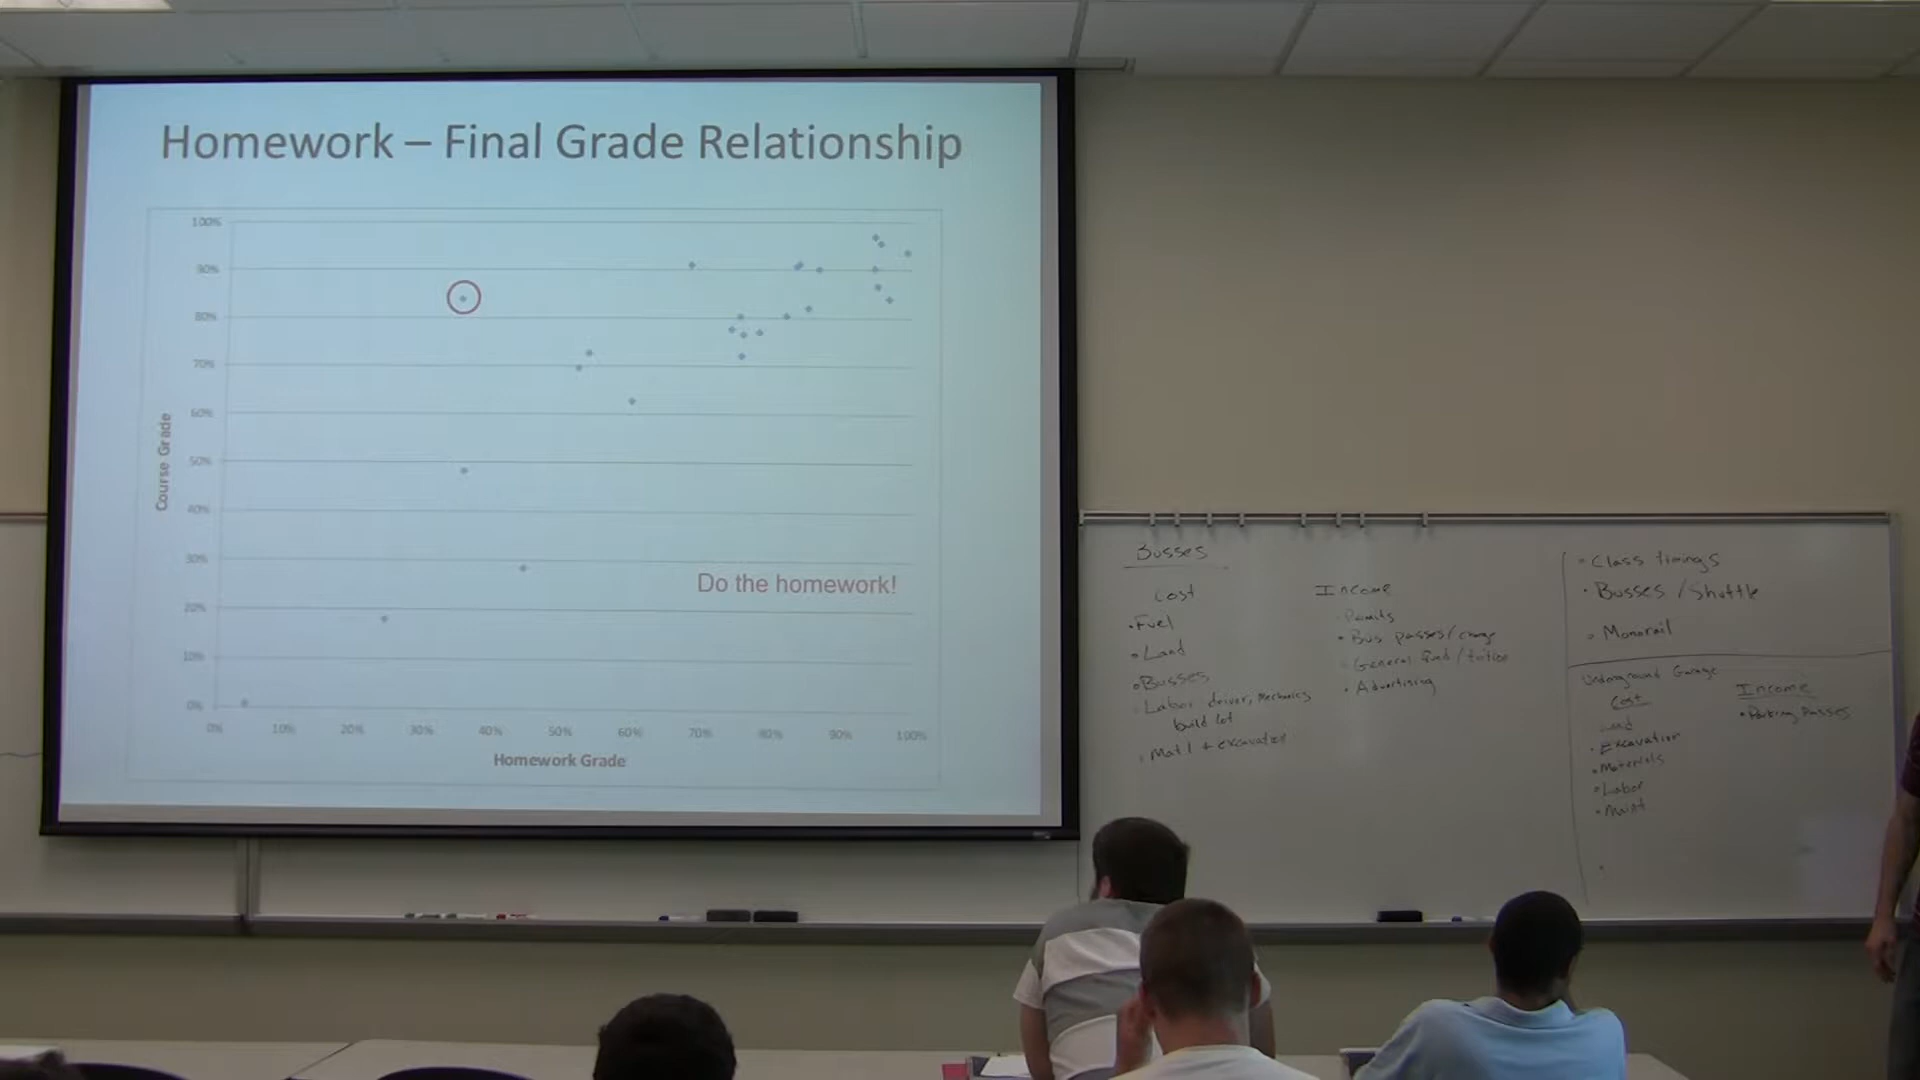 Homework – Final Grade Relationship
100%
90%
80%
70%
60%
50%
40%
30%
20%
10%
0%
Course Grade
0% 10% 20% 30% 40% 50% 60% 70% 80% 90% 100%
Homework Grade
Do the homework!
Busses
Cost
•Fuel
•Land
•Busses
•Labor driver, Mechanics
build lot
•Mat'l + excavation
Income
•Permits
•Bus passes/charge
•General fund/tuition
•Advertising
•Class timings
•Busses/Shuttle
•Monorail
Underground Garage
Cost
Land
•Excavation
•Materials
•Labor
•Maint
Income
•Parking Passes